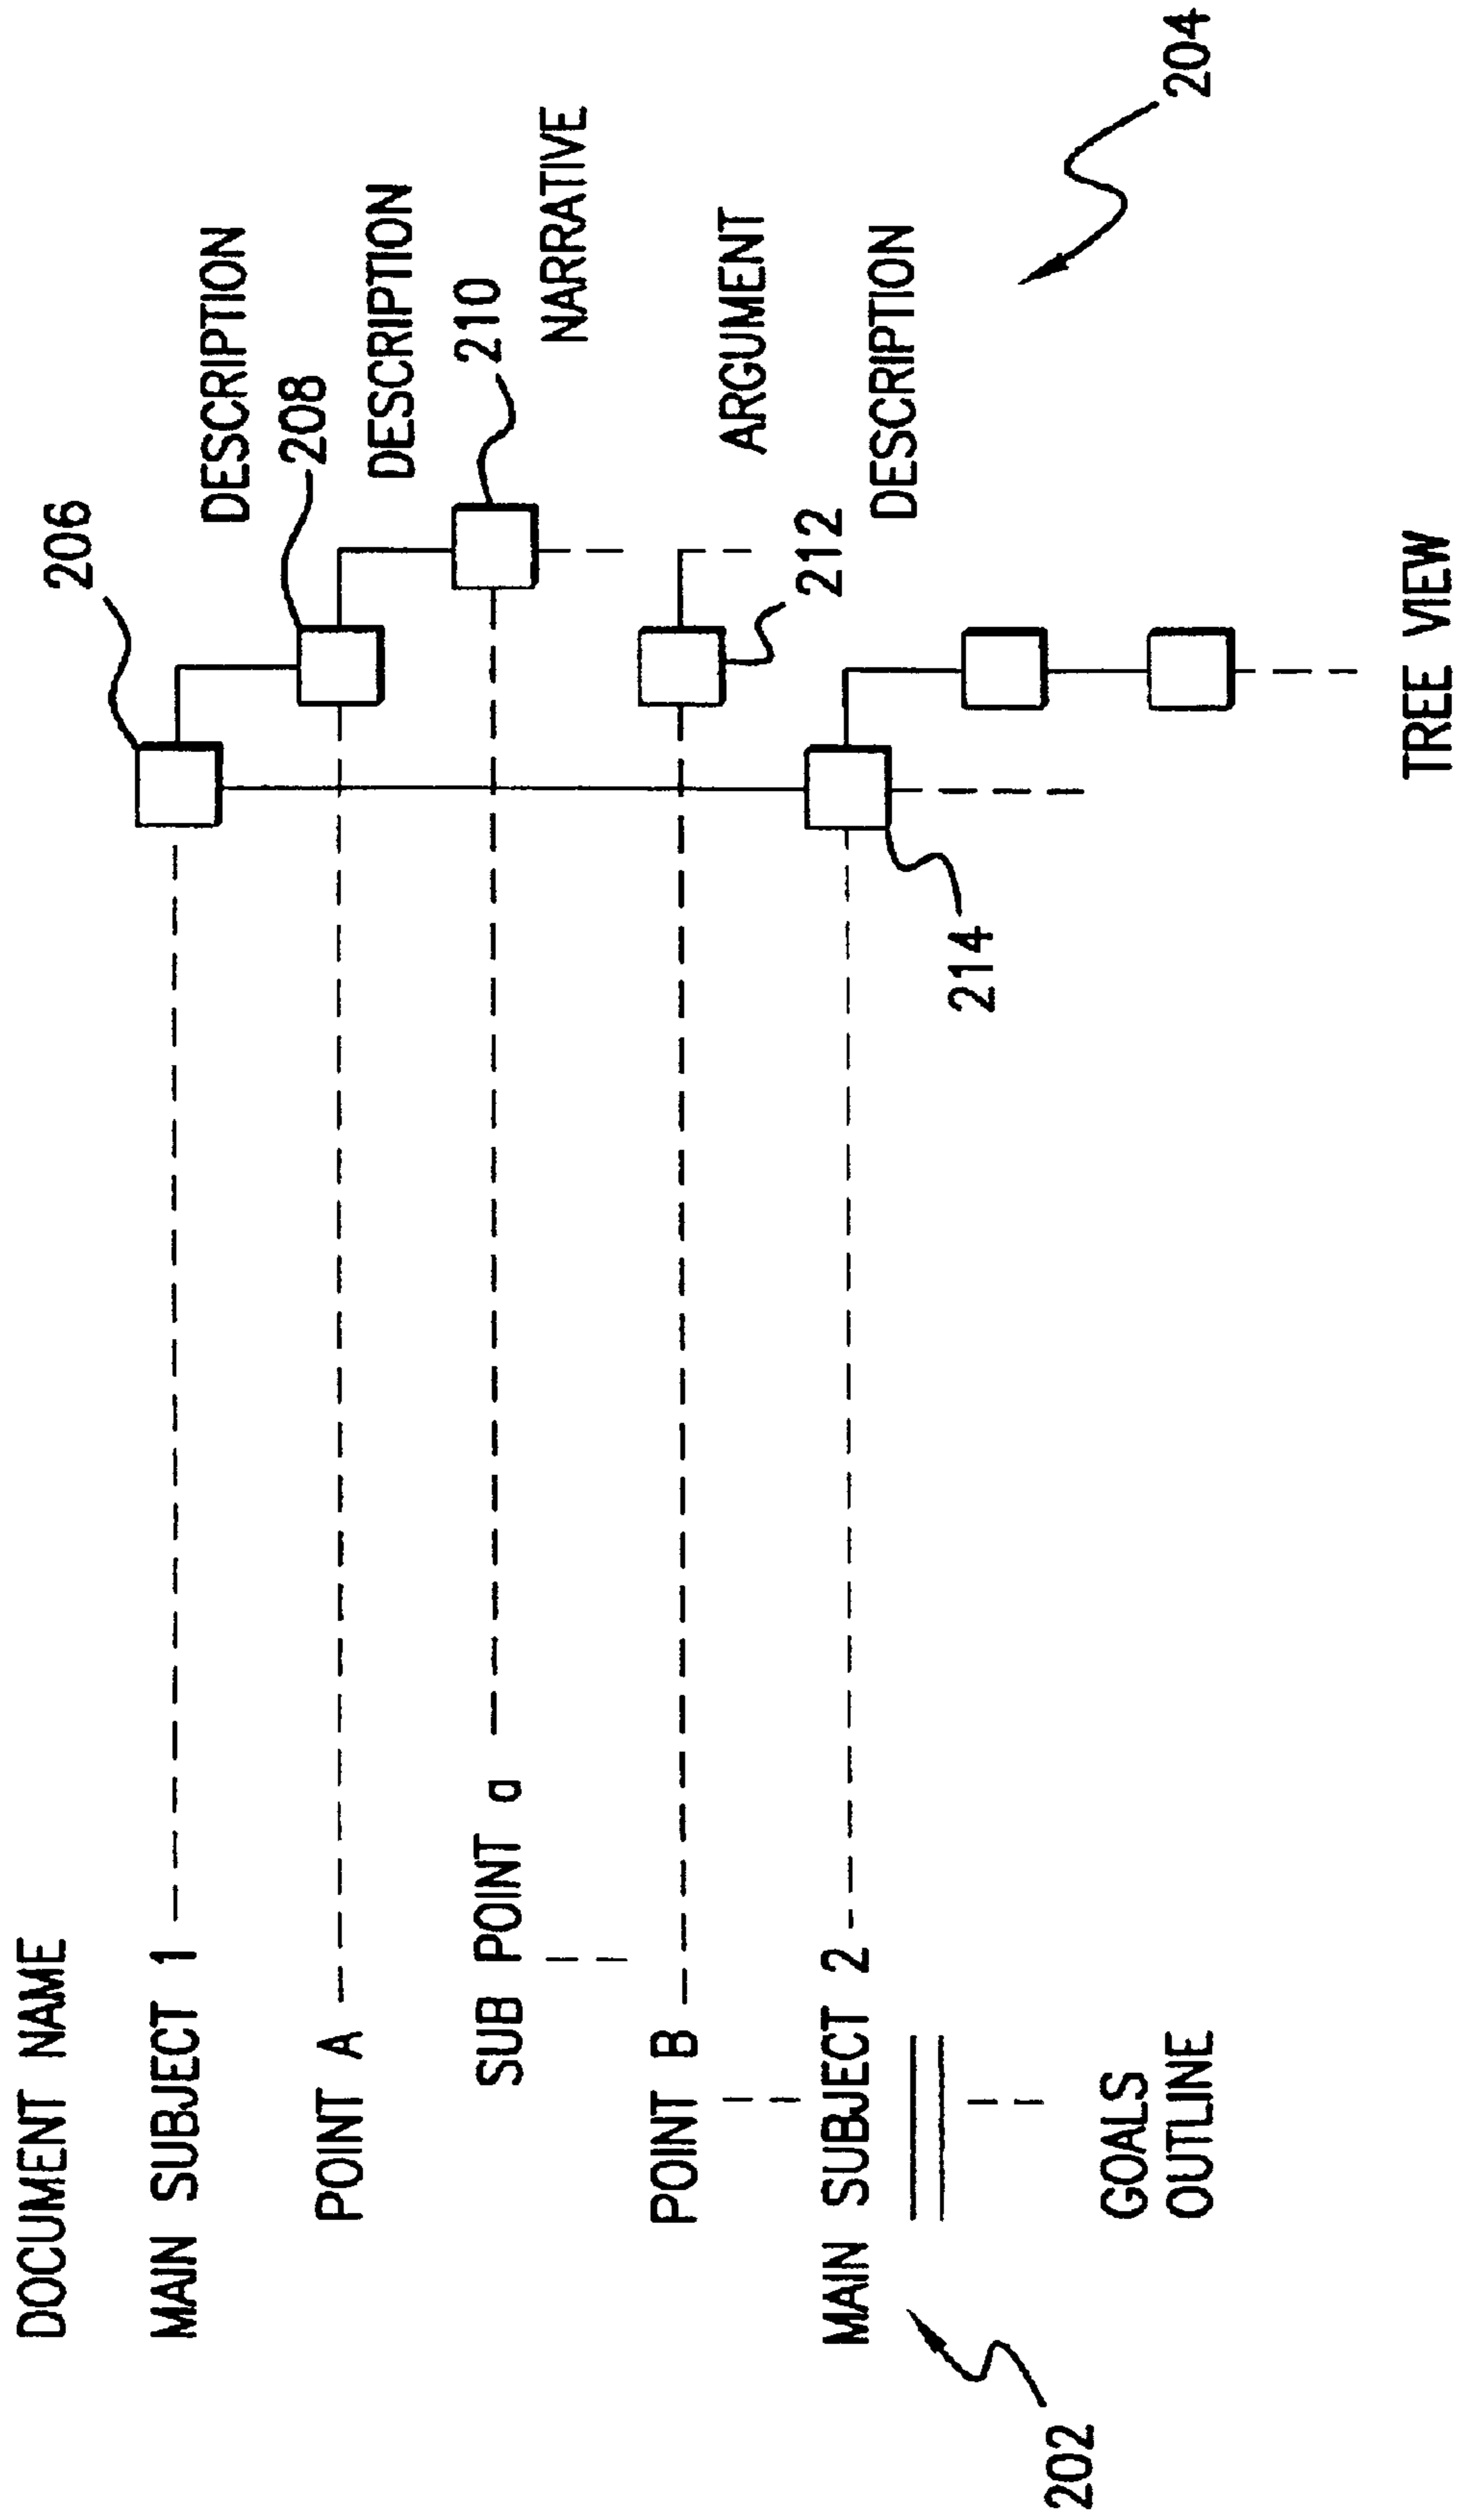 DOCUMENT NAME
MAIN SUBJECT 1
206
DESCRIPTION
POINT A
208
DESCRIPTION
SUB POINT a
210
NARRATIVE
POINT B
212
ARGUMENT
MAIN SUBJECT 2
214
DESCRIPTION
202
204
GOALS
OUTLINE
TREE VIEW